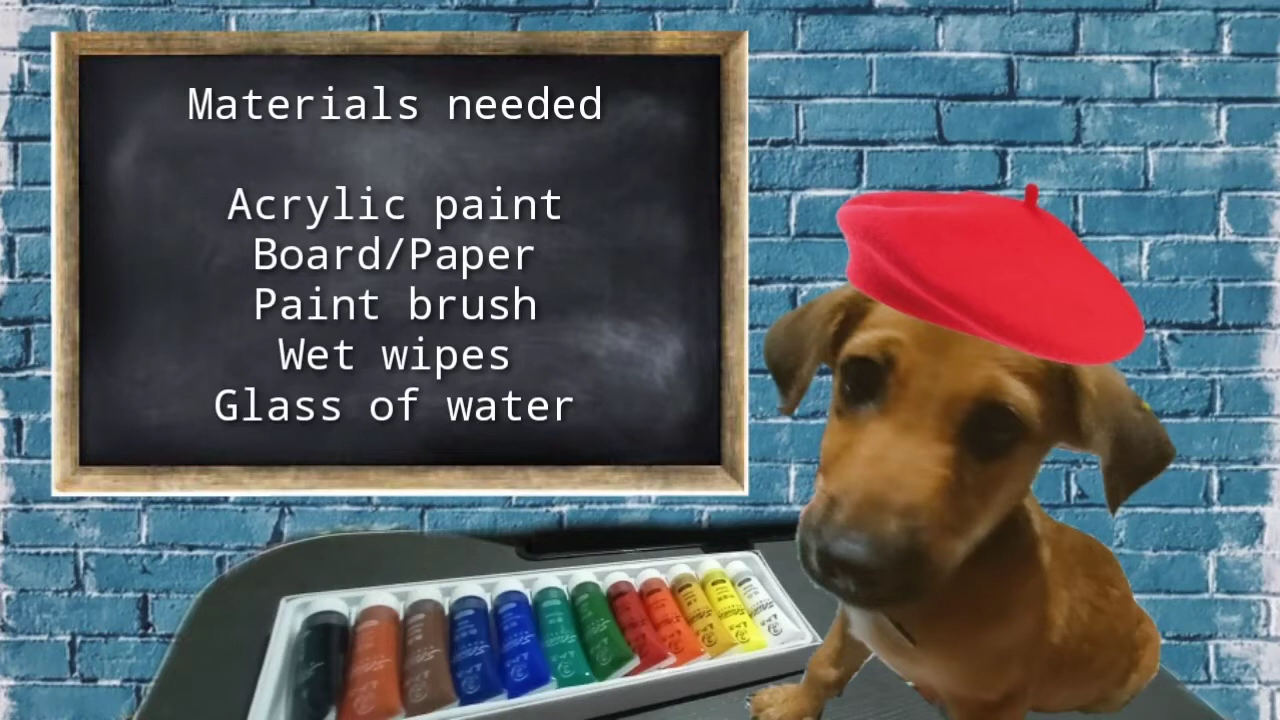 Materials needed
Acrylic paint
Board/Paper
Paint brush
Wet wipes
Glass of water